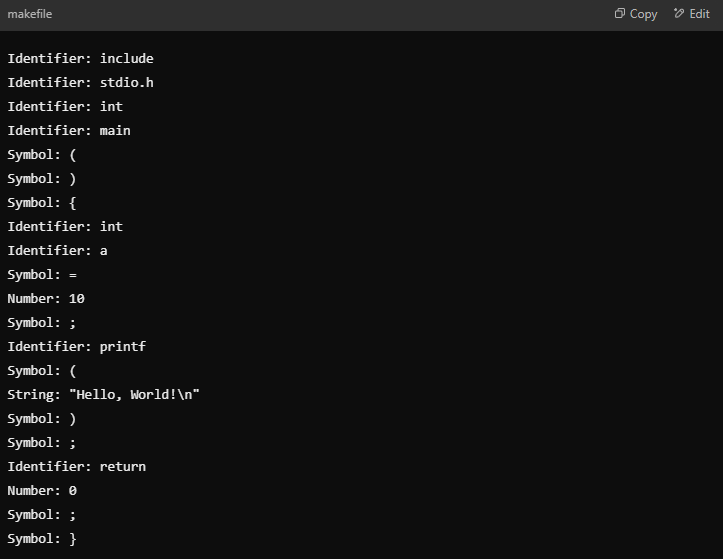 makefile
Copy Edit
Identifier: include
Identifier: stdio.h
Identifier: int
Identifier: main
Symbol: (
Symbol: )
Symbol: {
Identifier: int
Identifier: a
Symbol: =
Number: 10
Symbol: ;
Identifier: printf
Symbol: (
String: "Hello, World!\n"
Symbol: )
Symbol: ;
Identifier: return
Number: 0
Symbol: ;
Symbol: }